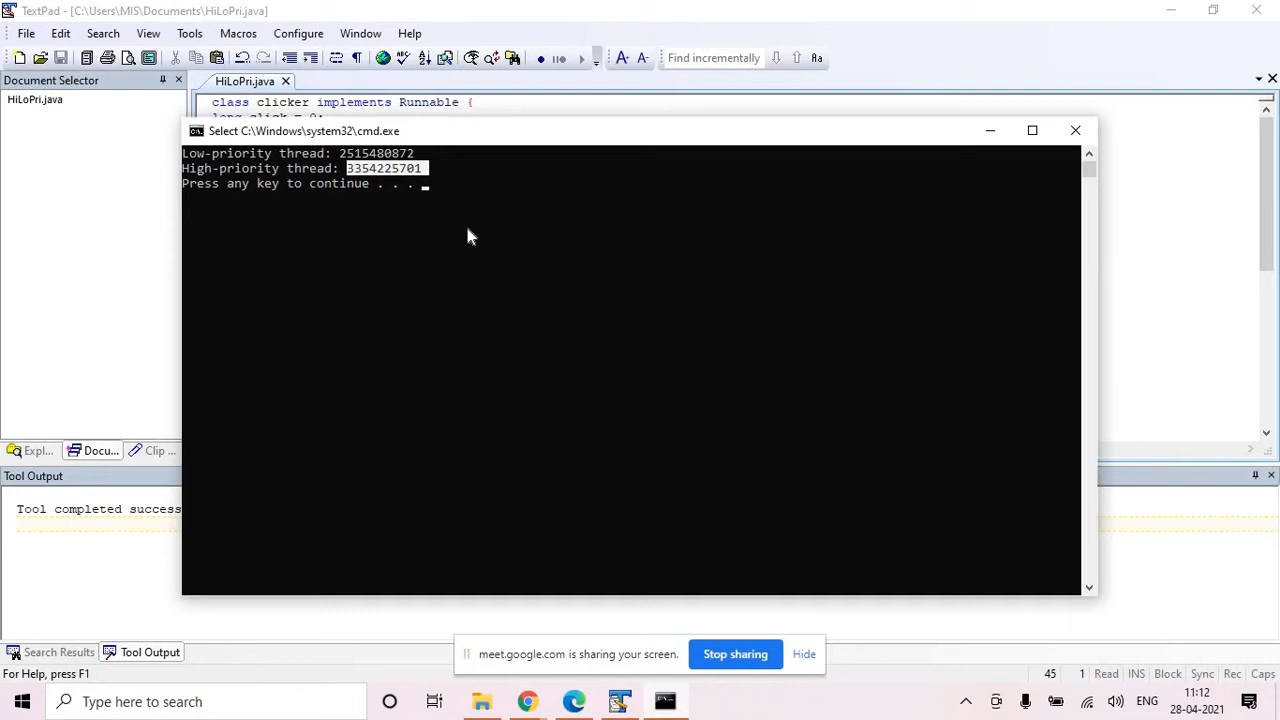 TextPad - [C:\Users\MIS\Documents\HiLoPri.java]
File Edit Search View Tools Configure Window Help
Find incrementally
Document Selector
HiLoPri.java
HiLoPri.java
class clicker implements Runnable {
Select C:\Windows\system32\cmd.exe
Low-priority thread: 2515480872
High-priority thread: 3354225701
Press any key to continue . . .
Expl... Docu... Clip ...
Tool Output
Tool completed success
Search Results Tool Output
meet.google.com is sharing your screen. Stop sharing Hide
For Help, press F1
45 1 Read INS Block Sync Rec Caps
Type here to search
ENG
11:12
28-04-2021